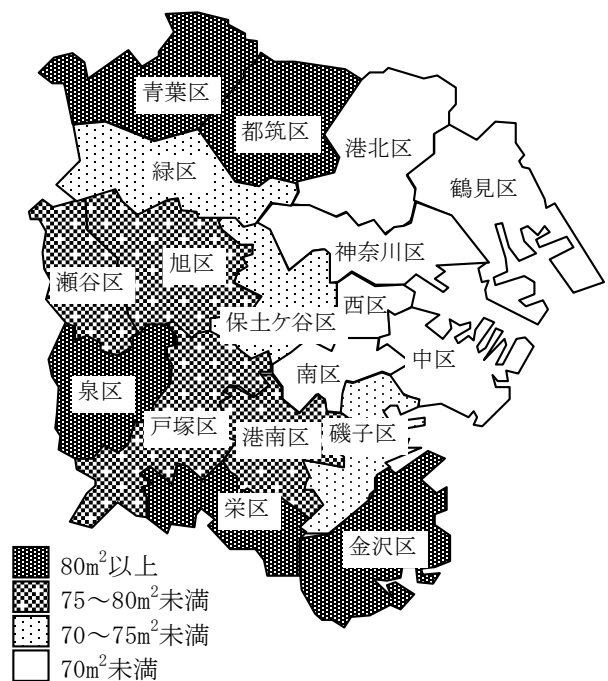 青葉区
都筑区
港北区
緑区
鶴見区
神奈川区
旭区
瀬谷区
西区
保土ケ谷区
中区
南区
泉区
戸塚区
港南区
磯子区
栄区
金沢区
80m²以上
75～80m²未満
70～75m²未満
70m²未満